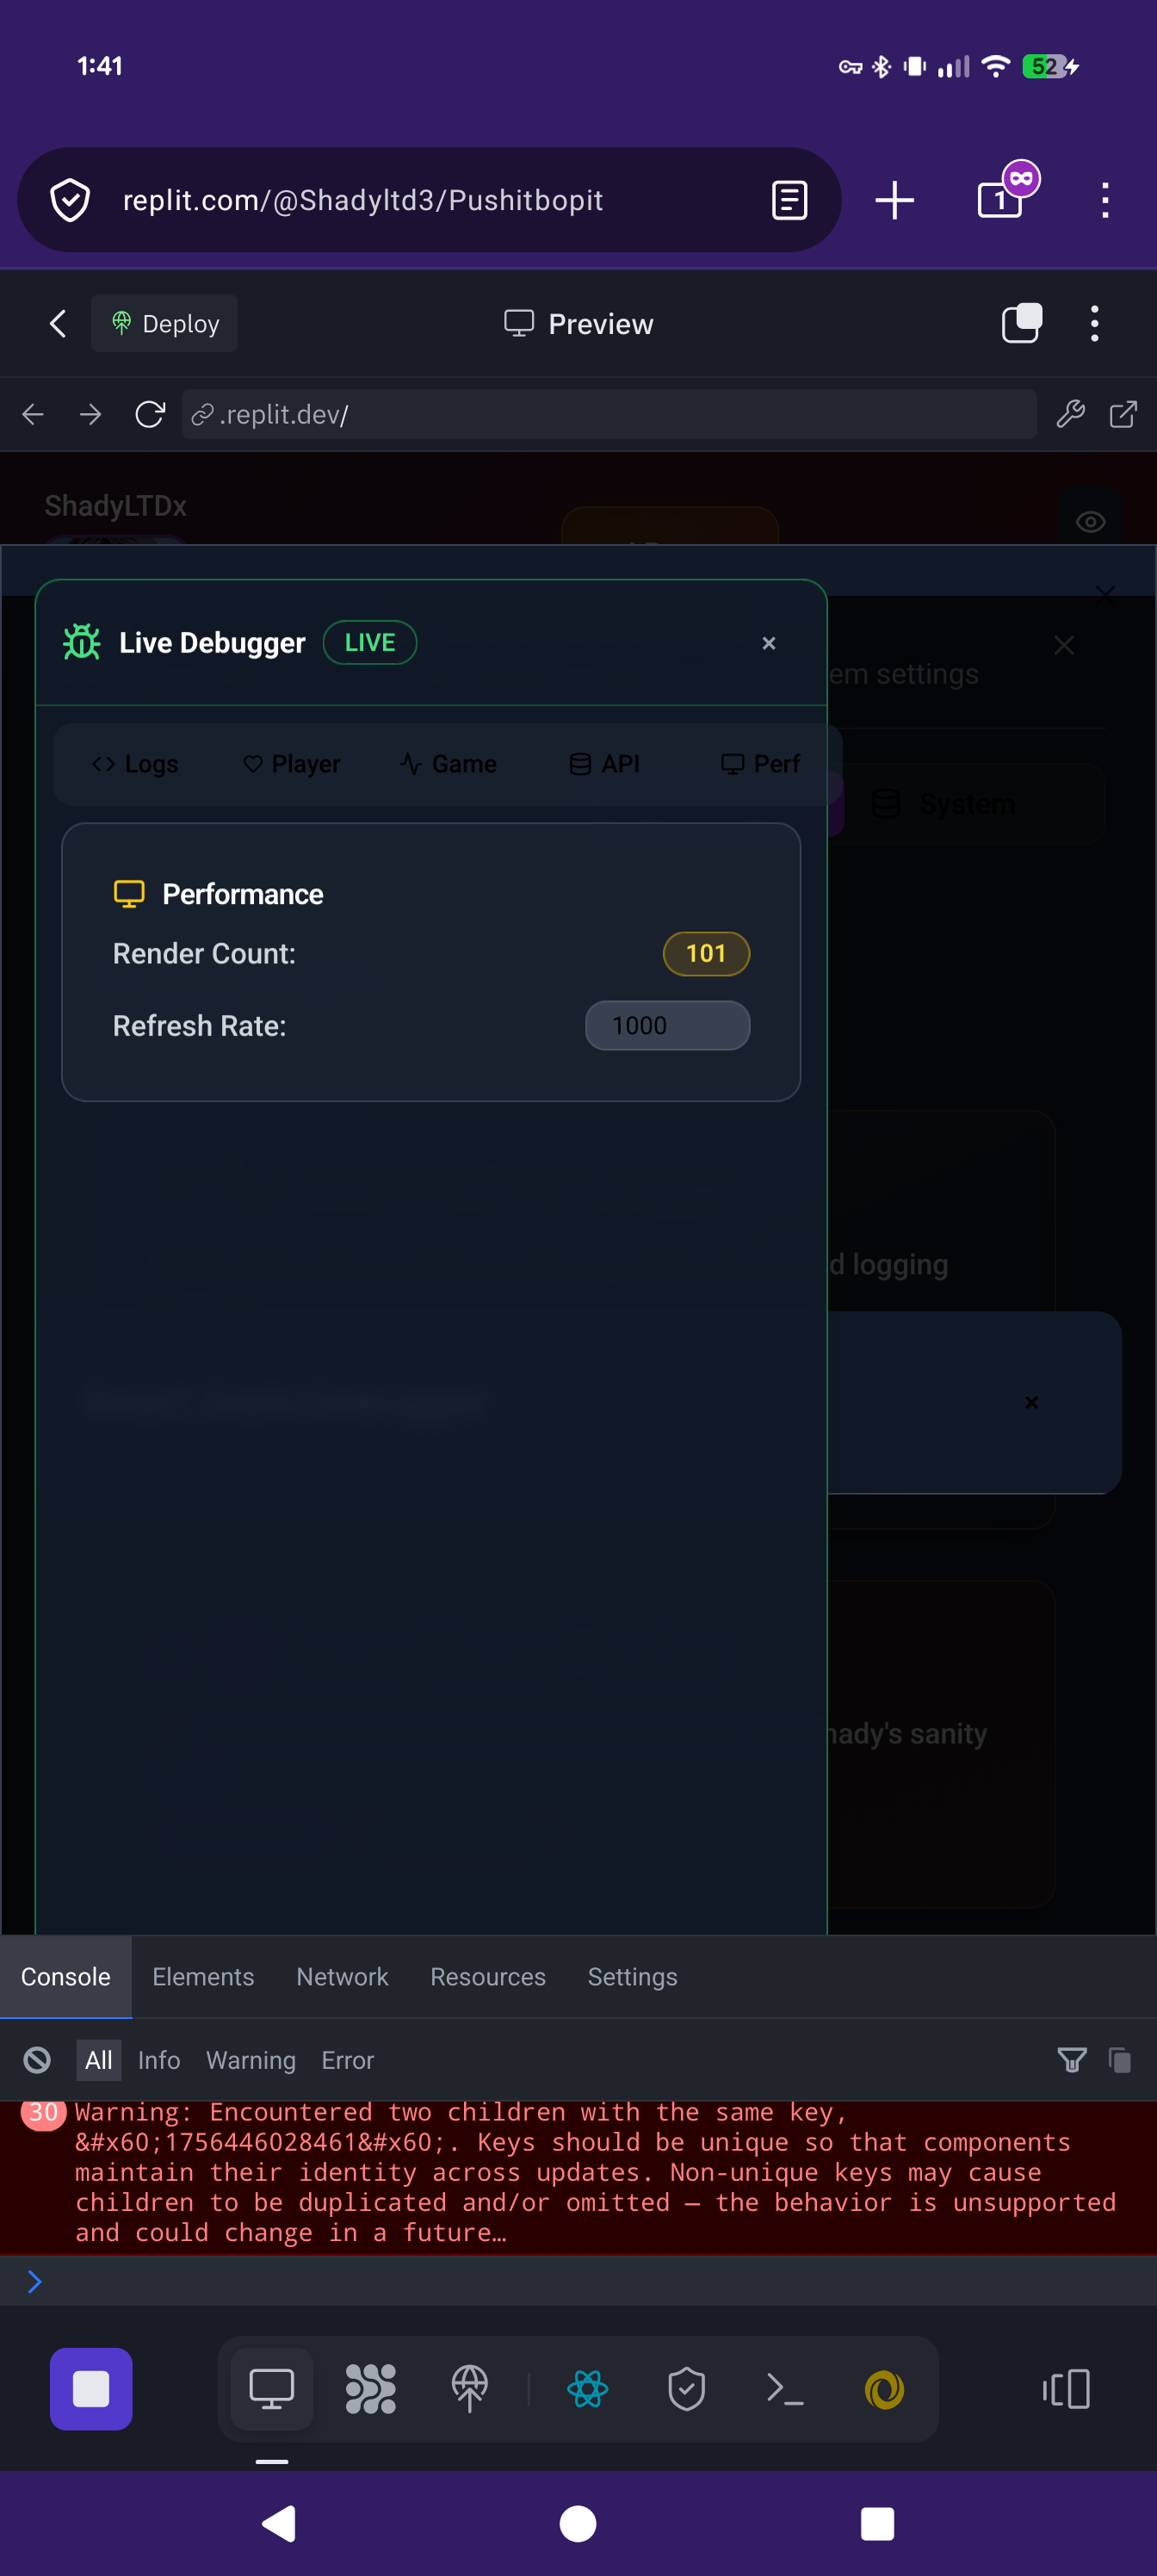 1:41
52
replit.com/@Shadyltd3/Pushitbopit
1
Deploy
Preview
.replit.dev/
ShadyLTDx
Live Debugger
LIVE
×
em settings
Logs
Player
Game
API
Perf
System
Performance
Render Count:
101
Refresh Rate:
1000
d logging
×
hady's sanity
Console
Elements
Network
Resources
Settings
All
Info
Warning
Error
30
Warning: Encountered two children with the same key,
&#x60;1756446028461&#x60;. Keys should be unique so that components
maintain their identity across updates. Non-unique keys may cause
children to be duplicated and/or omitted — the behavior is unsupported
and could change in a future…